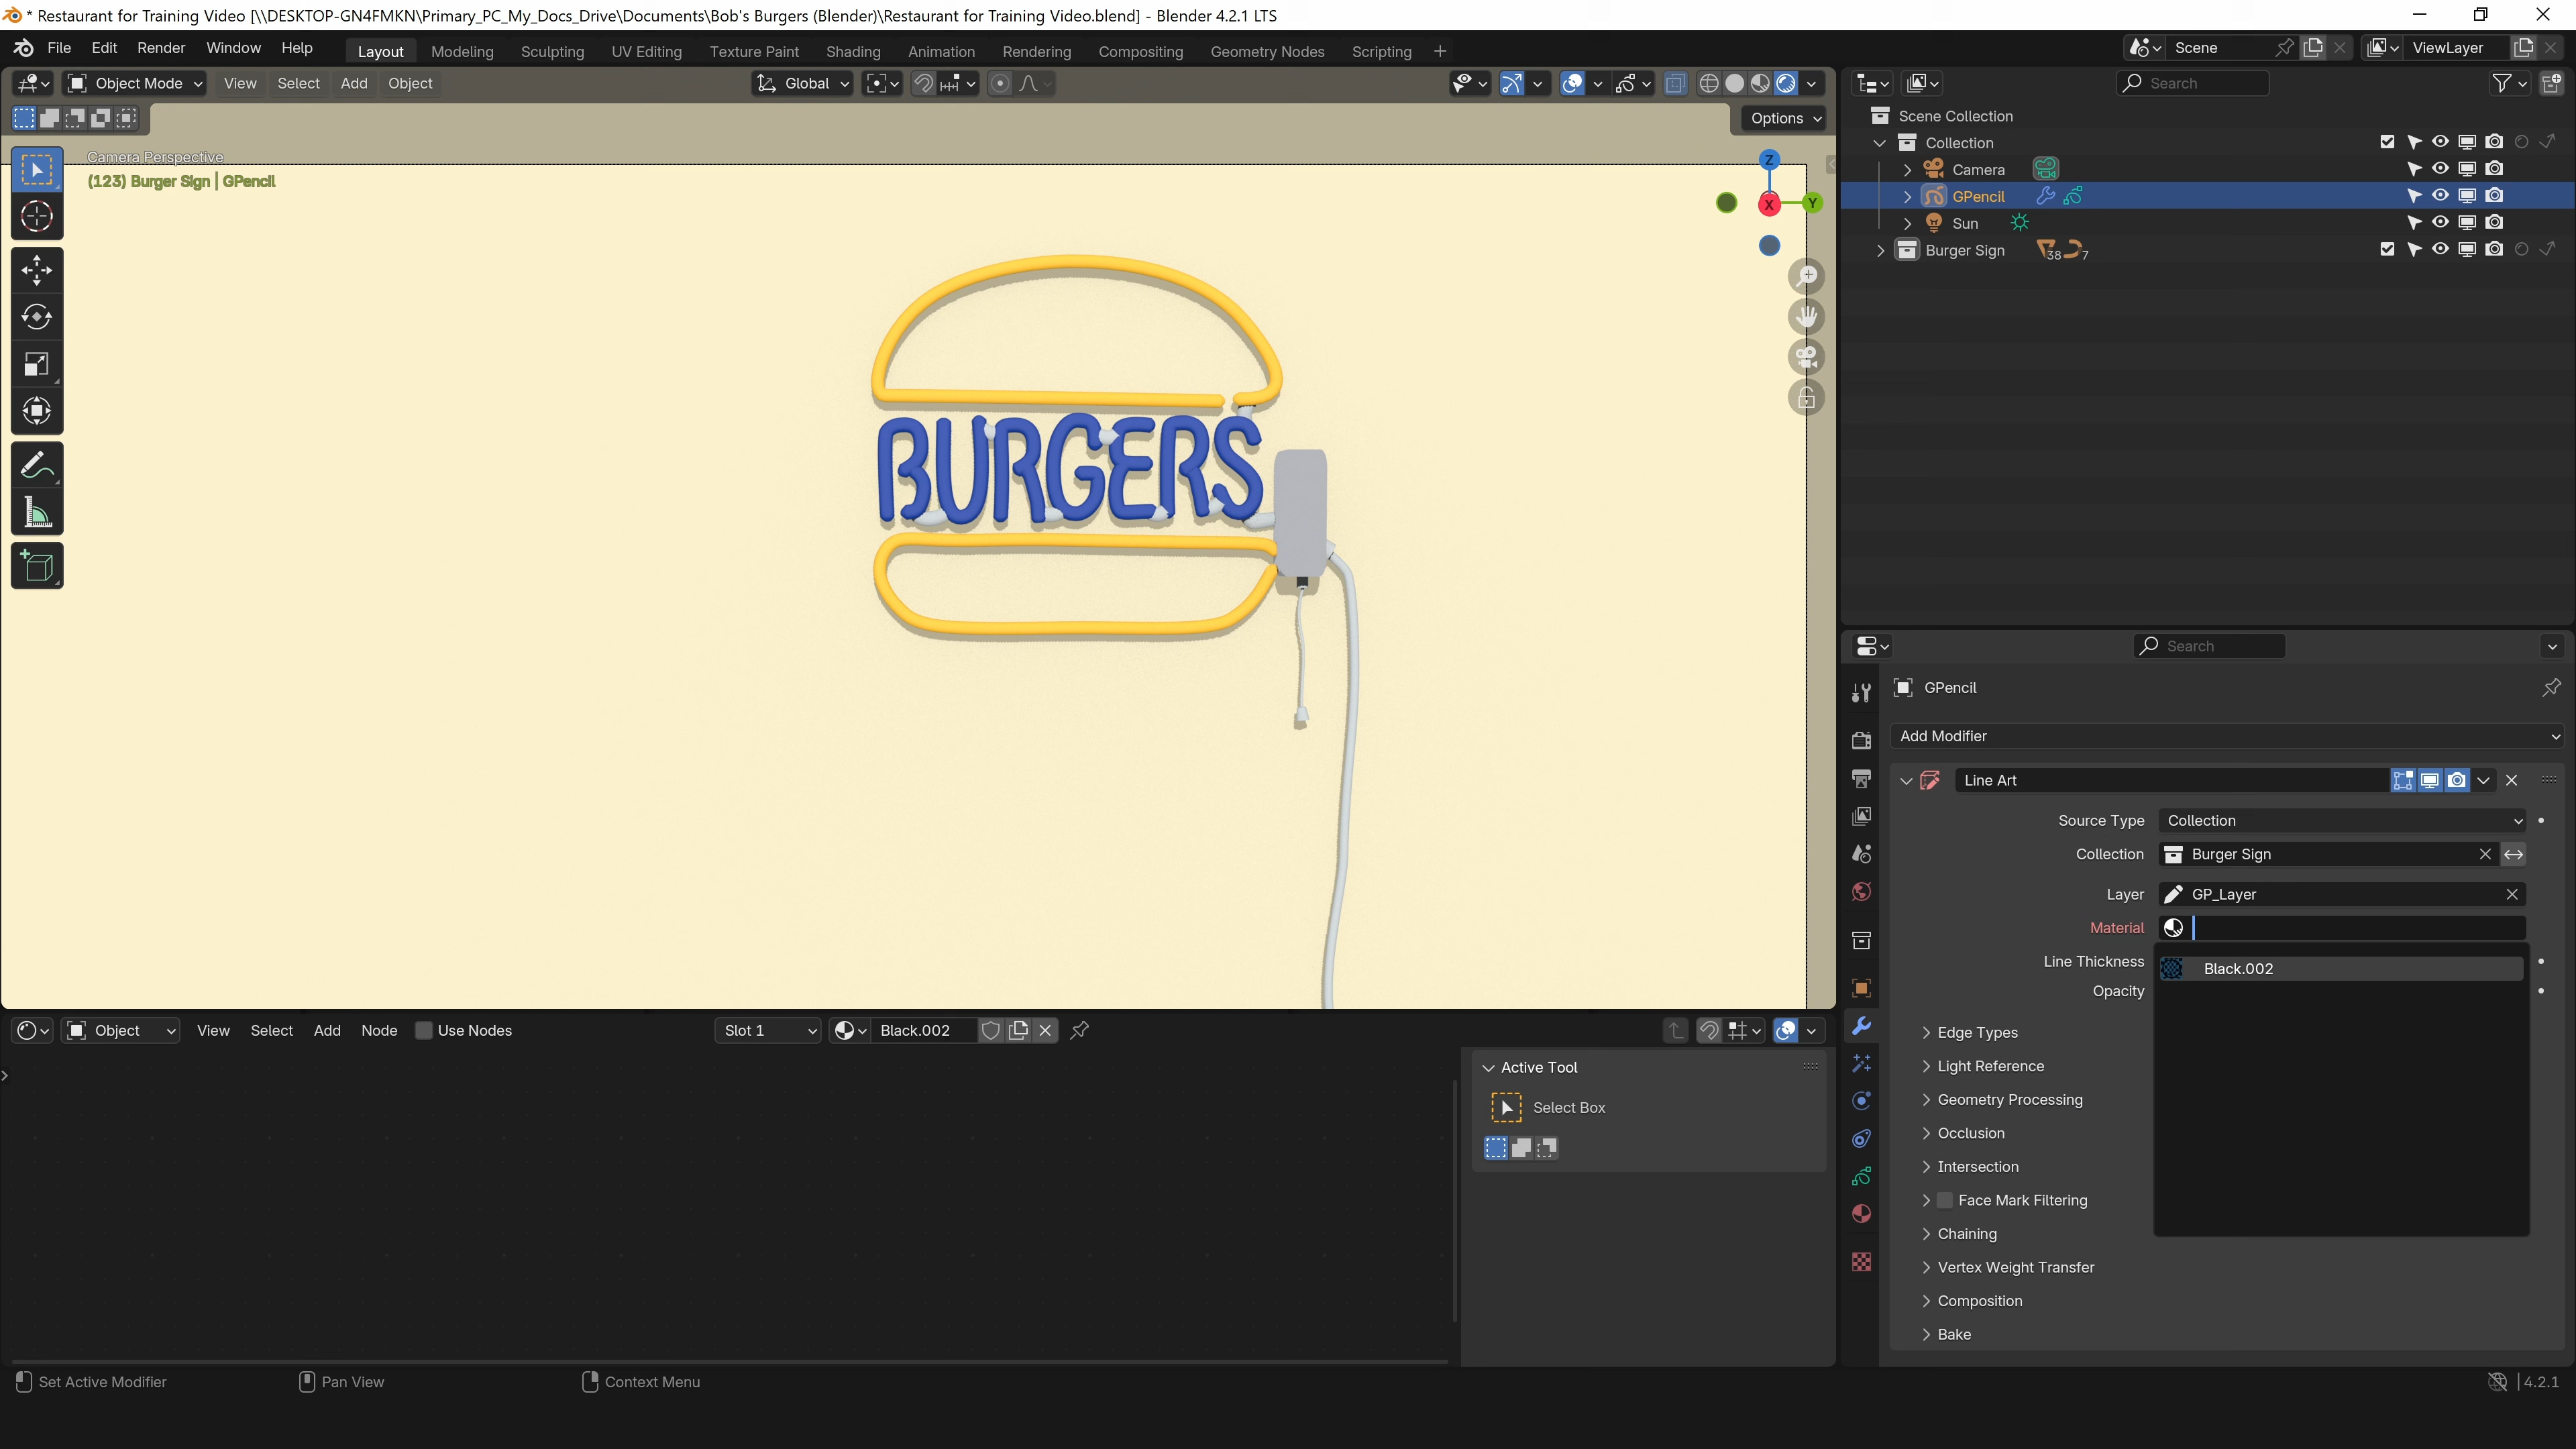 * Restaurant for Training Video [\\DESKTOP-GN4FMKN\Primary_PC_My_Docs_Drive\Documents\Bob's Burgers (Blender)\Restaurant for Training Video.blend] - Blender 4.2.1 LTS
File Edit Render Window Help Layout Modeling Sculpting UV Editing Texture Paint Shading Animation Rendering Compositing Geometry Nodes Scripting + Scene ViewLayer
Object Mode View Select Add Object Global Search
Options
Camera Perspective
(123) Burger Sign | GPencil
Z
X Y
BURGERS
Scene Collection
Collection
Camera
GPencil
Sun
Burger Sign 38 7
Search
GPencil
Add Modifier
Line Art
Source Type Collection
Collection Burger Sign
Layer GP_Layer
Material
Black.002
Line Thickness
Opacity
Edge Types
Light Reference
Geometry Processing
Occlusion
Intersection
Face Mark Filtering
Chaining
Vertex Weight Transfer
Composition
Bake
Object View Select Add Node Use Nodes Slot 1 Black.002
Active Tool
Select Box
Set Active Modifier Pan View Context Menu 4.2.1